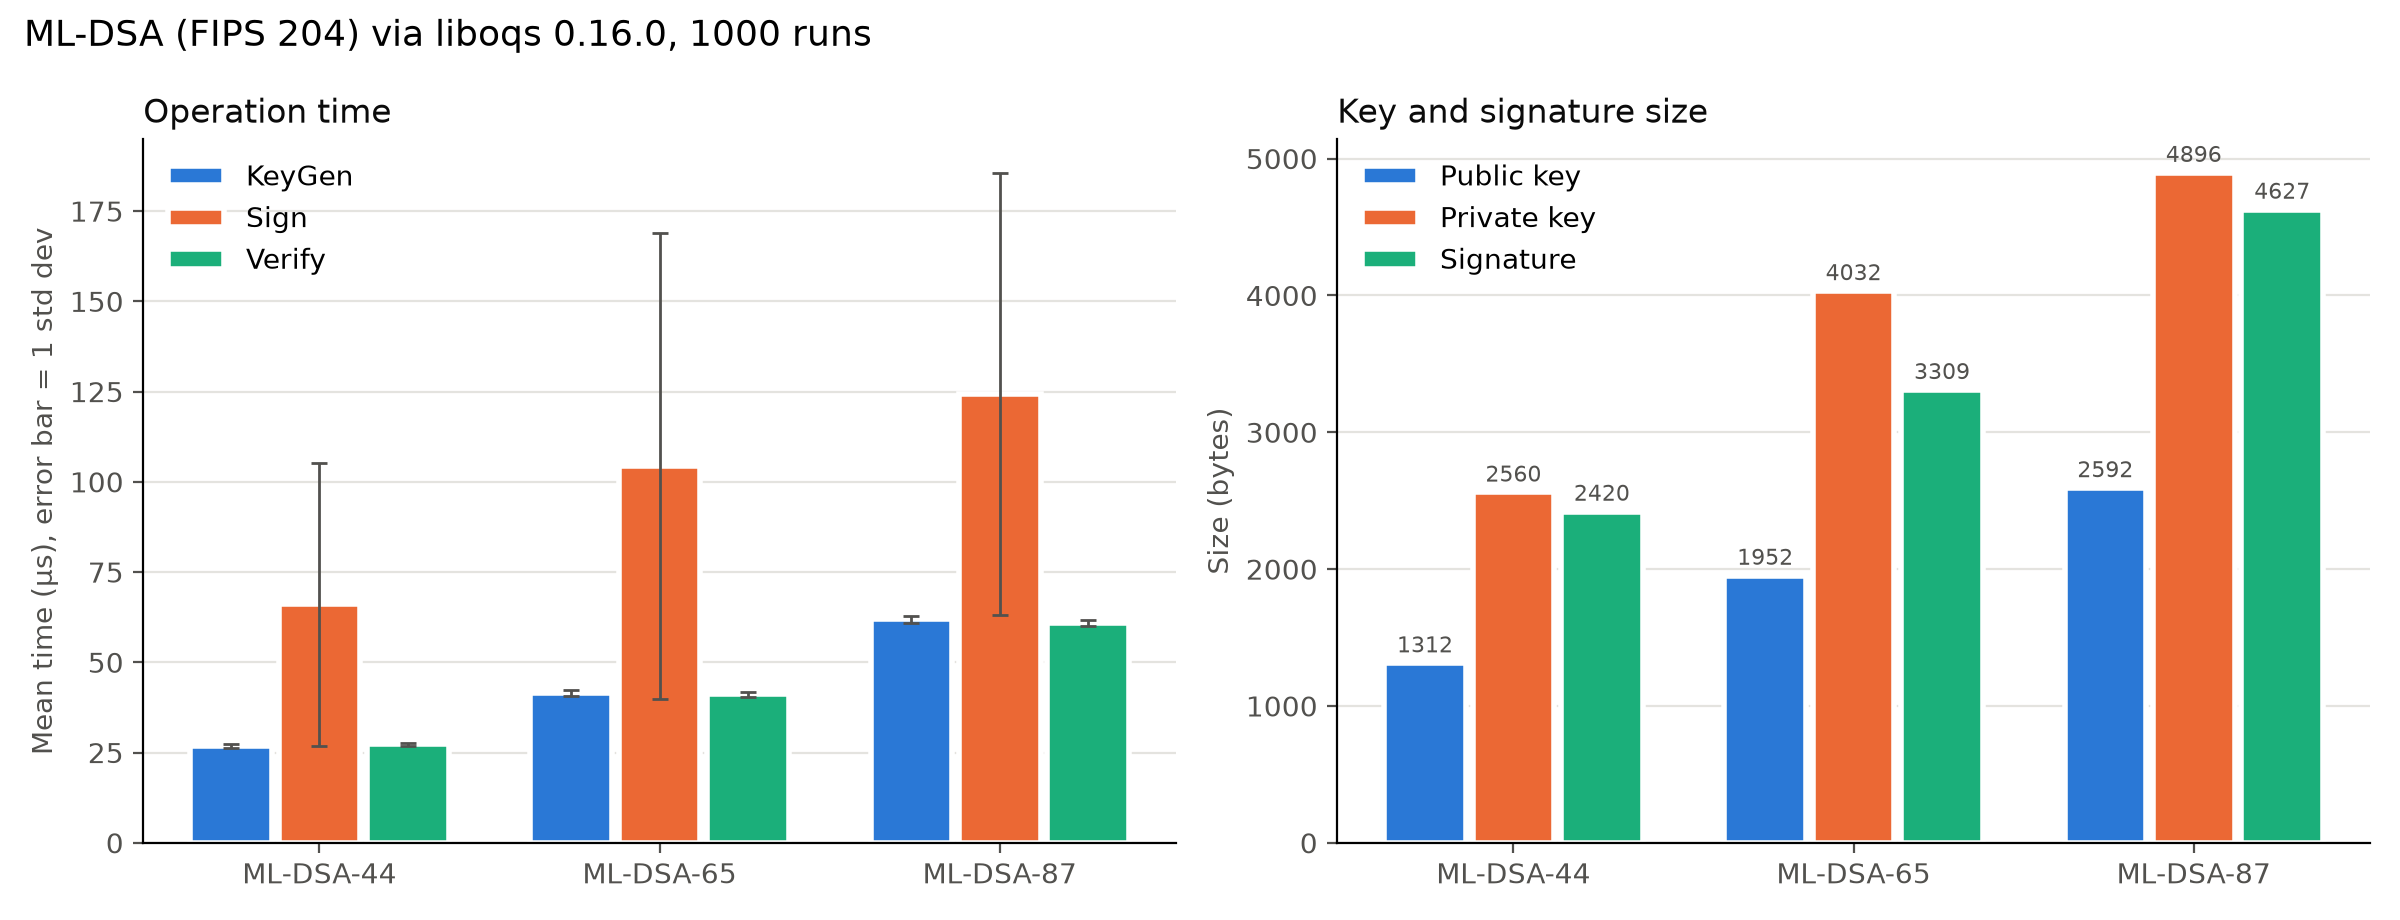 ML-DSA (FIPS 204) via liboqs 0.16.0, 1000 runs
Operation time
Mean time (µs), error bar = 1 std dev
175
150
125
100
75
50
25
0
KeyGen
Sign
Verify
ML-DSA-44
ML-DSA-65
ML-DSA-87
Key and signature size
Size (bytes)
5000
4000
3000
2000
1000
0
Public key
Private key
Signature
1312
2560
2420
1952
4032
3309
2592
4896
4627
ML-DSA-44
ML-DSA-65
ML-DSA-87